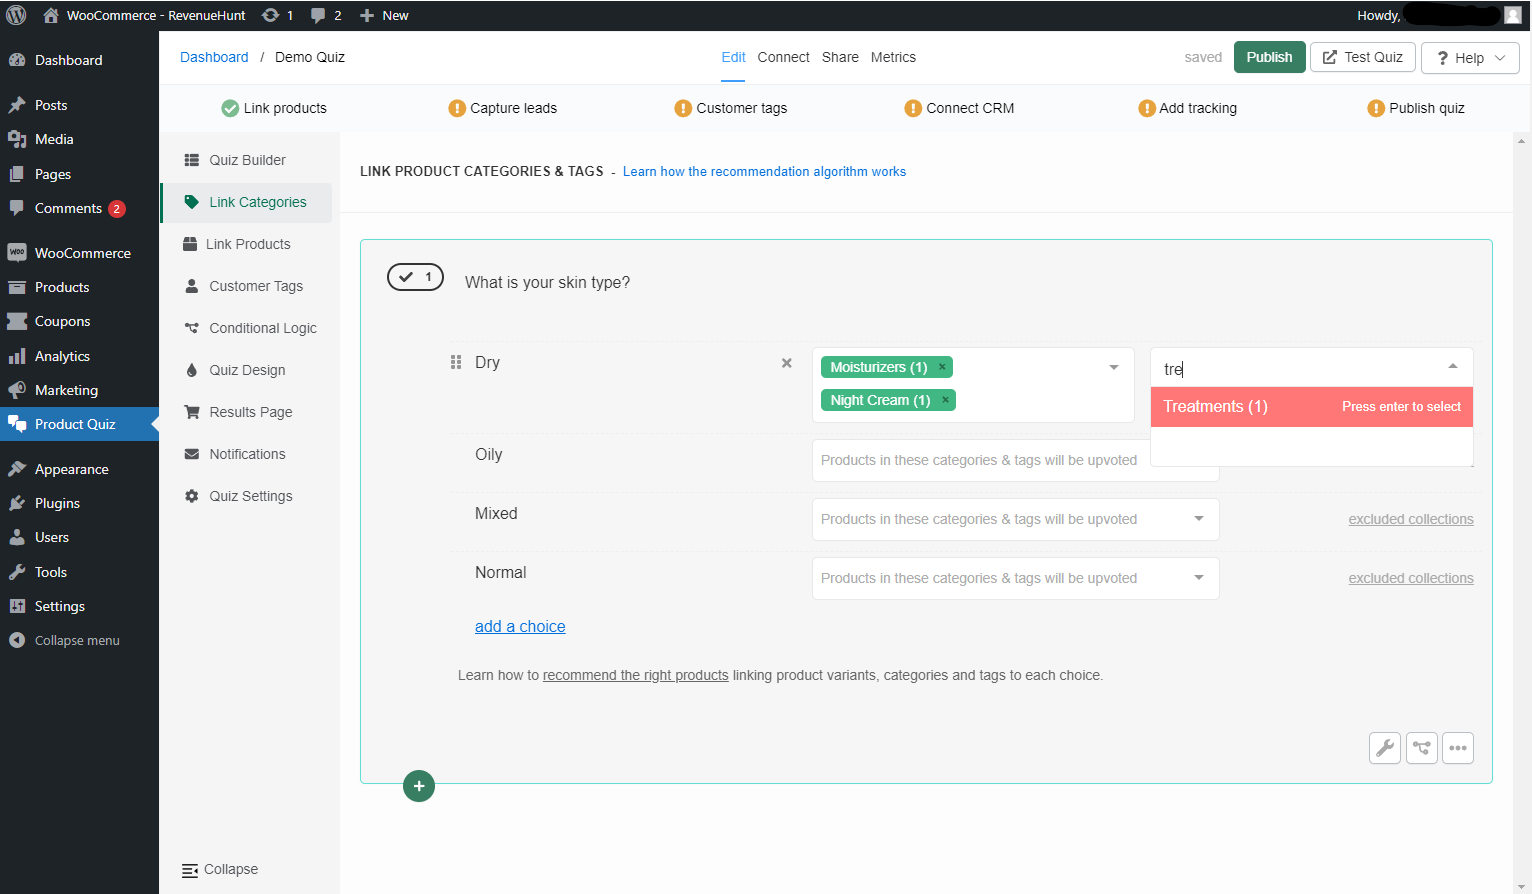 WooCommerce - RevenueHunt 1 2 New Howdy,
Dashboard
Posts
Media
Pages
Comments 2
WooCommerce
Products
Coupons
Analytics
Marketing
Product Quiz
Appearance
Plugins
Users
Tools
Settings
Collapse menu
Dashboard / Demo Quiz
Edit Connect Share Metrics
saved Publish Test Quiz ? Help
Link products Capture leads Customer tags Connect CRM Add tracking Publish quiz
Quiz Builder
Link Categories
Link Products
Customer Tags
Conditional Logic
Quiz Design
Results Page
Notifications
Quiz Settings
Collapse
LINK PRODUCT CATEGORIES & TAGS - Learn how the recommendation algorithm works
1 What is your skin type?
Dry
Moisturizers (1) ×
Night Cream (1) ×
tre
Treatments (1) Press enter to select
Oily Products in these categories & tags will be upvoted
Mixed Products in these categories & tags will be upvoted excluded collections
Normal Products in these categories & tags will be upvoted excluded collections
add a choice
Learn how to recommend the right products linking product variants, categories and tags to each choice.